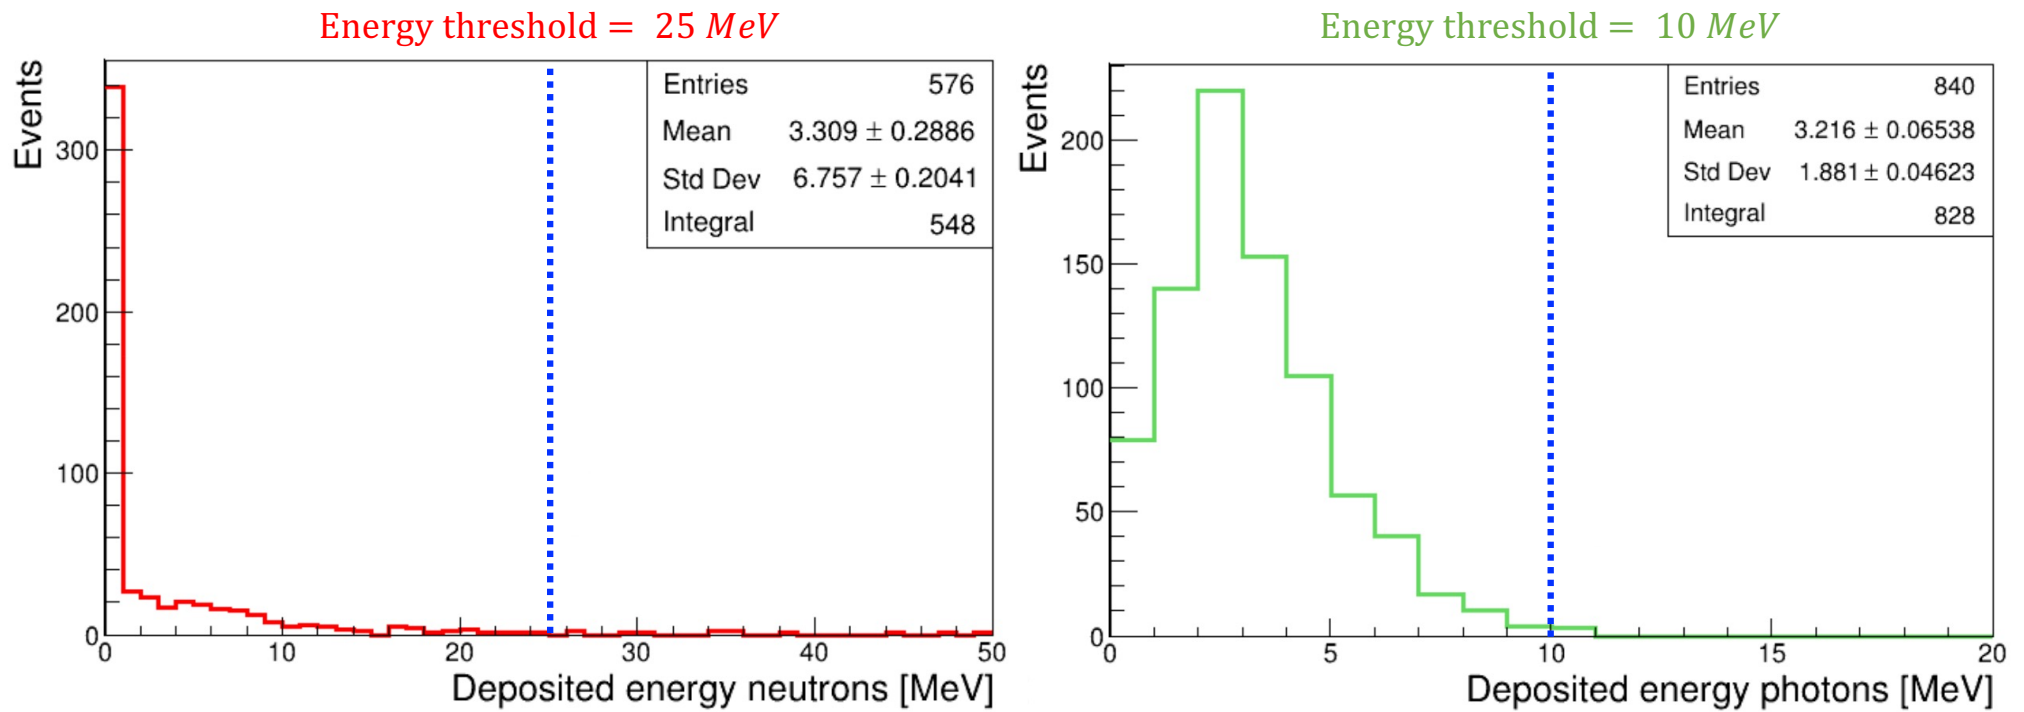 Energy threshold = 25 MeV
Events
300
200
100
0
0 10 20 30 40 50
Deposited energy neutrons [MeV]
Entries 576
Mean 3.309 ± 0.2886
Std Dev 6.757 ± 0.2041
Integral 548
Energy threshold = 10 MeV
Events
200
150
100
50
0
0 5 10 15 20
Deposited energy photons [MeV]
Entries 840
Mean 3.216 ± 0.06538
Std Dev 1.881 ± 0.04623
Integral 828